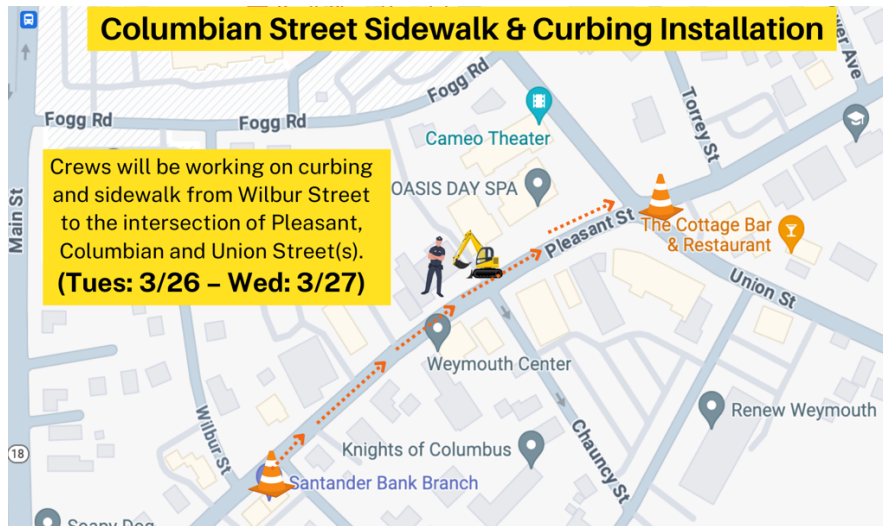 Columbian Street Sidewalk & Curbing Installation
Fogg Rd
Fogg Rd
Fogg Rd
Torrey St
Ave
Cameo Theater
Crews will be working on curbing
and sidewalk from Wilbur Street
to the intersection of Pleasant,
Columbian and Union Street(s).
(Tues: 3/26 – Wed: 3/27)
OASIS DAY SPA
Main St
Pleasant St
The Cottage Bar
& Restaurant
Union St
Weymouth Center
Renew Weymouth
Wilbur St
Chauncy St
Knights of Columbus
18
Santander Bank Branch
Soapy Dog